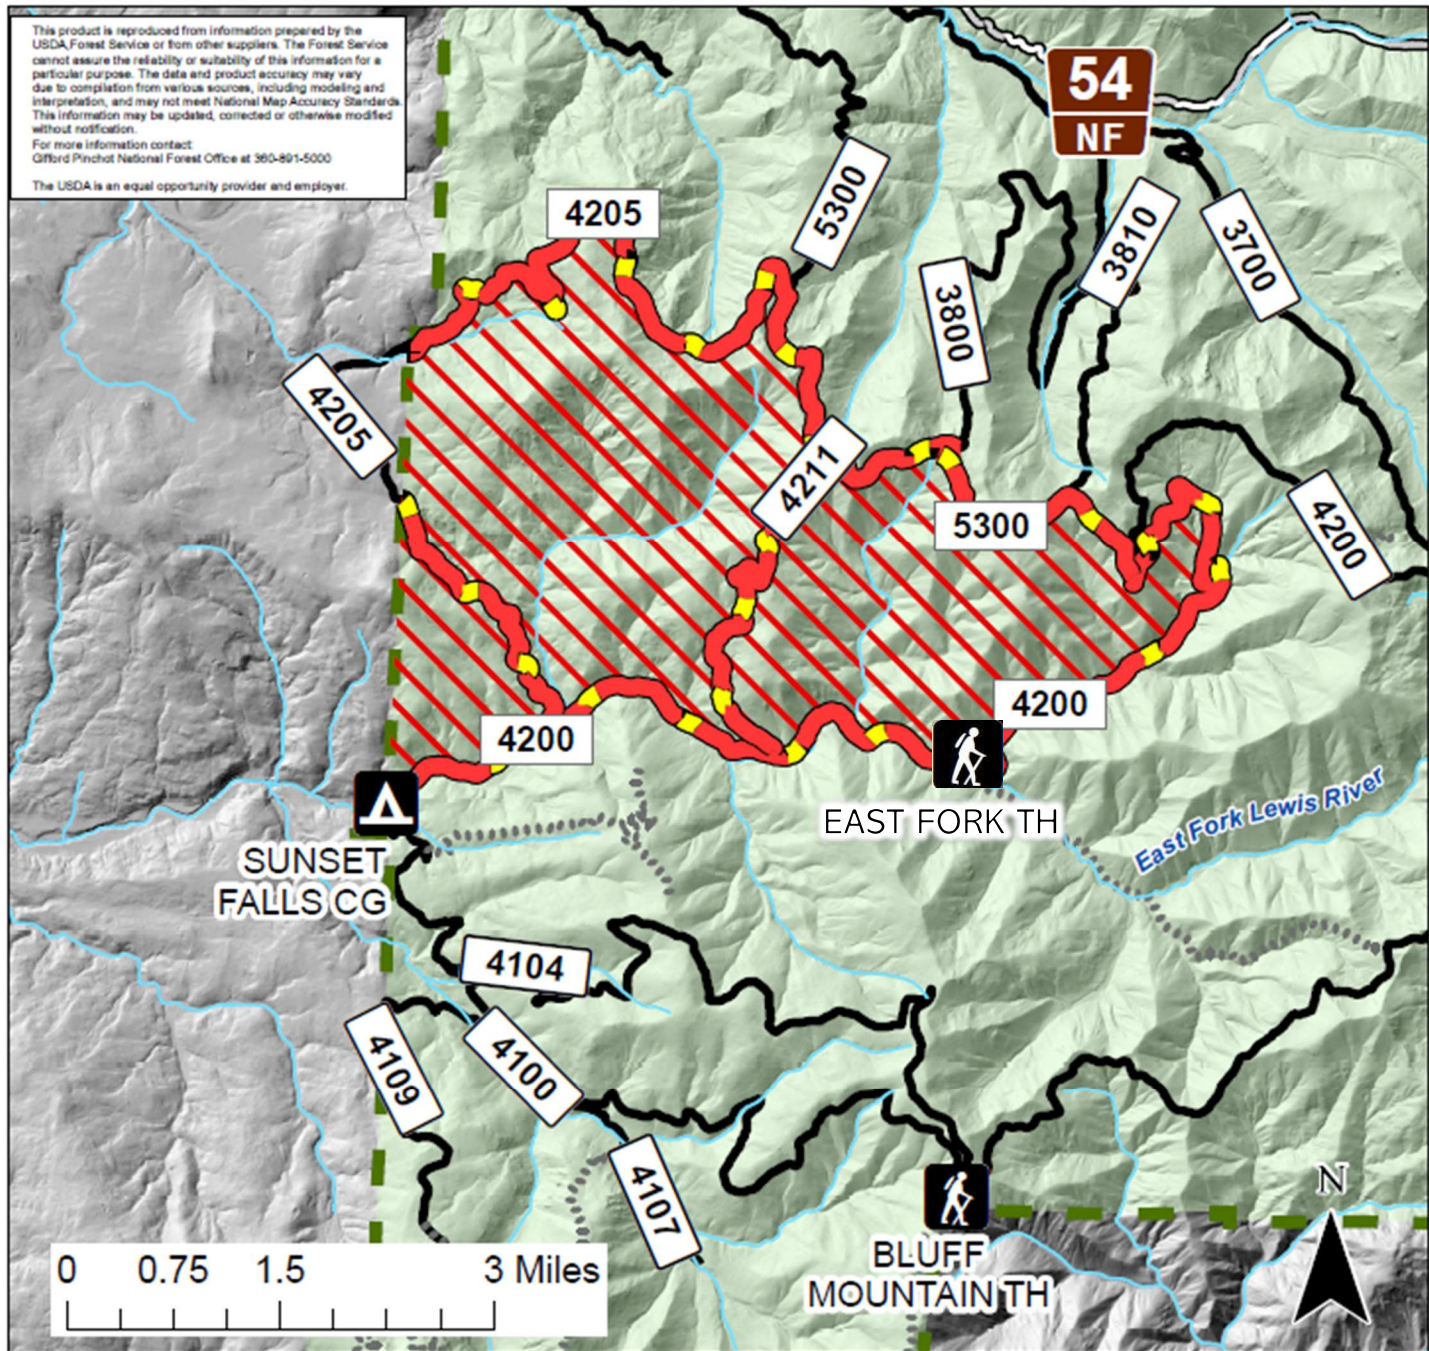 This product is reproduced from information prepared by the
USDA,Forest Service or from other suppliers. The Forest Service
cannot assure the reliability or suitability of this information for a
particular purpose. The data and product accuracy may vary
due to compilation from various sources, including modeling and
interpretation, and may not meet National Map Accuracy Standards.
This information may be updated, corrected or otherwise modified
without notification.
For more information contact:
Gifford Pinchot National Forest Office at 360-891-5000
The USDA is an equal opportunity provider and employer.
54
NF
4205
5300
3810
3700
3800
4205
4211
5300
4200
4200
4200
EAST FORK TH
East Fork Lewis River
SUNSET
FALLS CG
4104
4109
4100
4107
N
BLUFF
MOUNTAIN TH
0 0.75 1.5 3 Miles